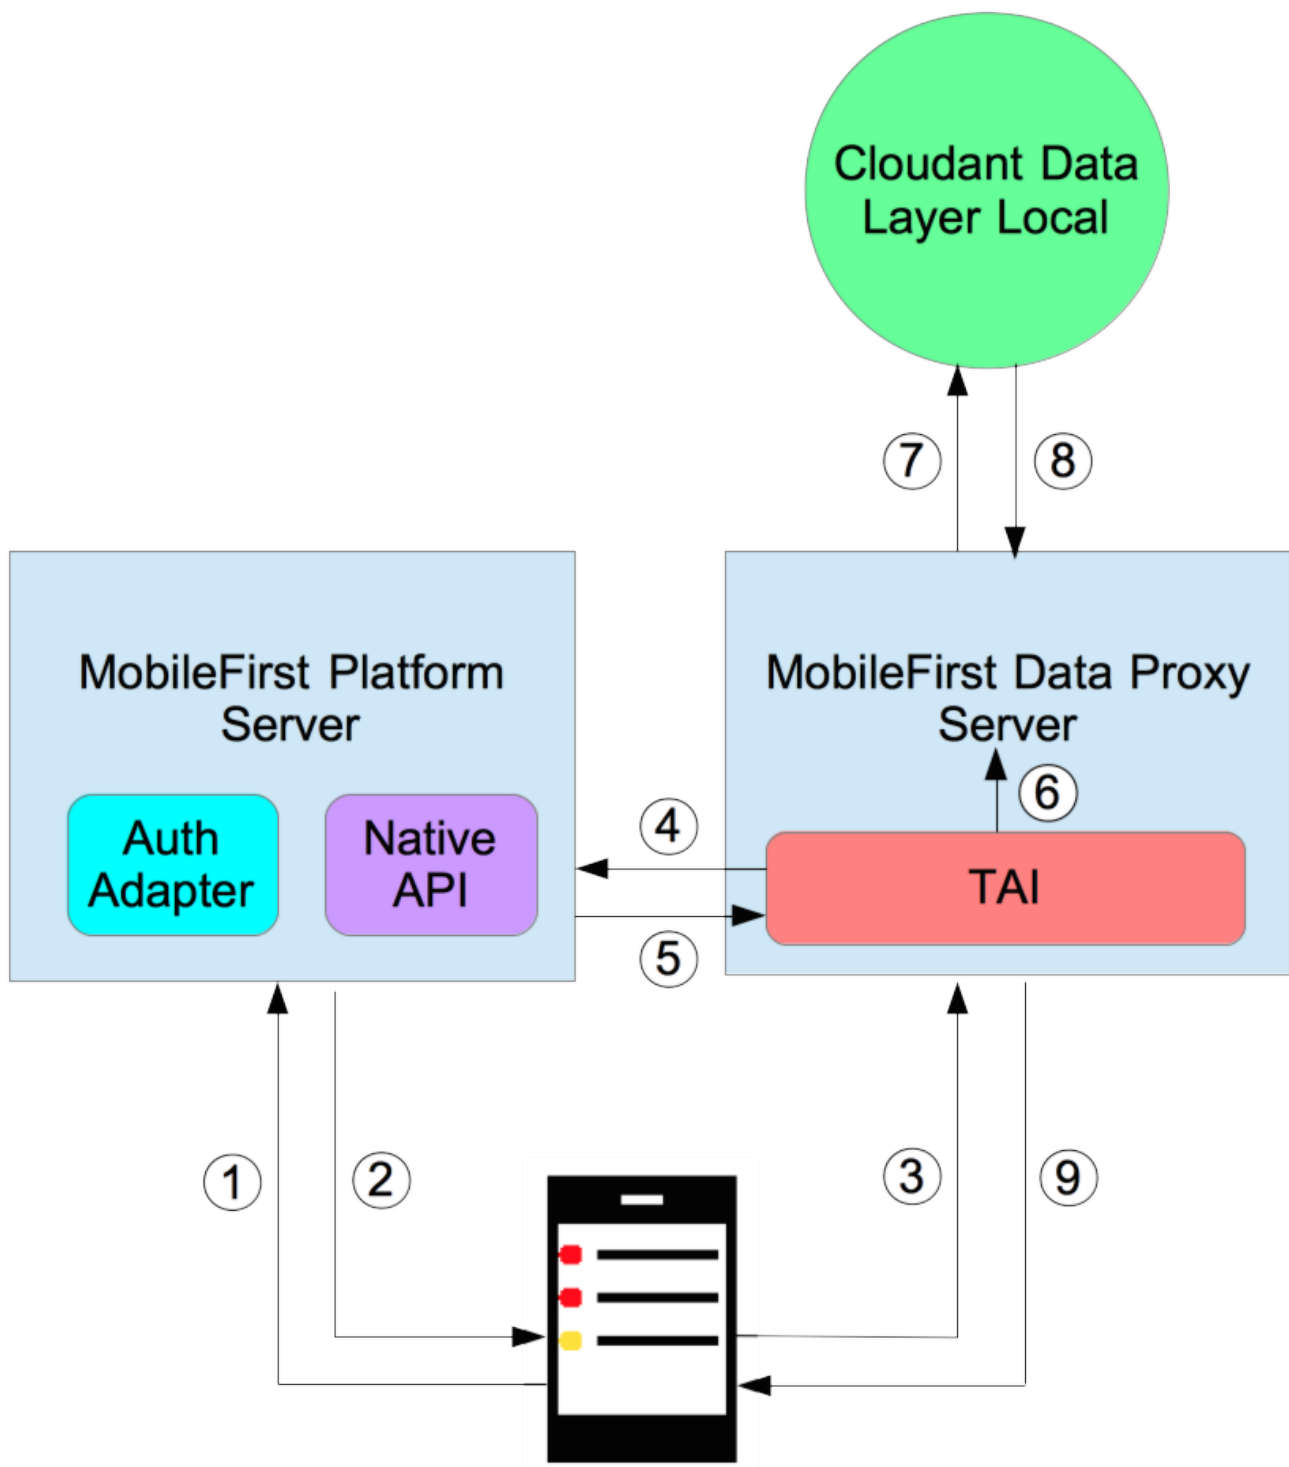 Cloudant Data
Layer Local
7
8
MobileFirst Platform
Server
Auth
Adapter
Native
API
4
5
MobileFirst Data Proxy
Server
6
TAI
1
2
3
9